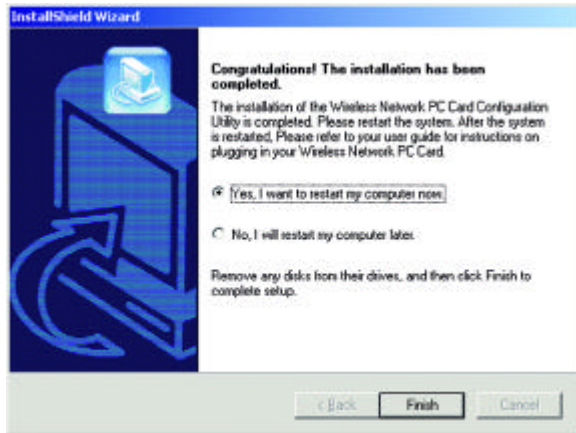 InstallShield Wizard
Congratulations! The installation has been
completed.
The installation of the Wireless Network PC Card Configuration
Utility is completed. Please restart the system. After the system
is restarted, Please refer to your user guide for instructions on
plugging in your Wireless Network PC Card.
Yes, I want to restart my computer now.
No, I will restart my computer later.
Remove any disks from their drives, and then click Finish to
complete setup.
< Back Finish Cancel